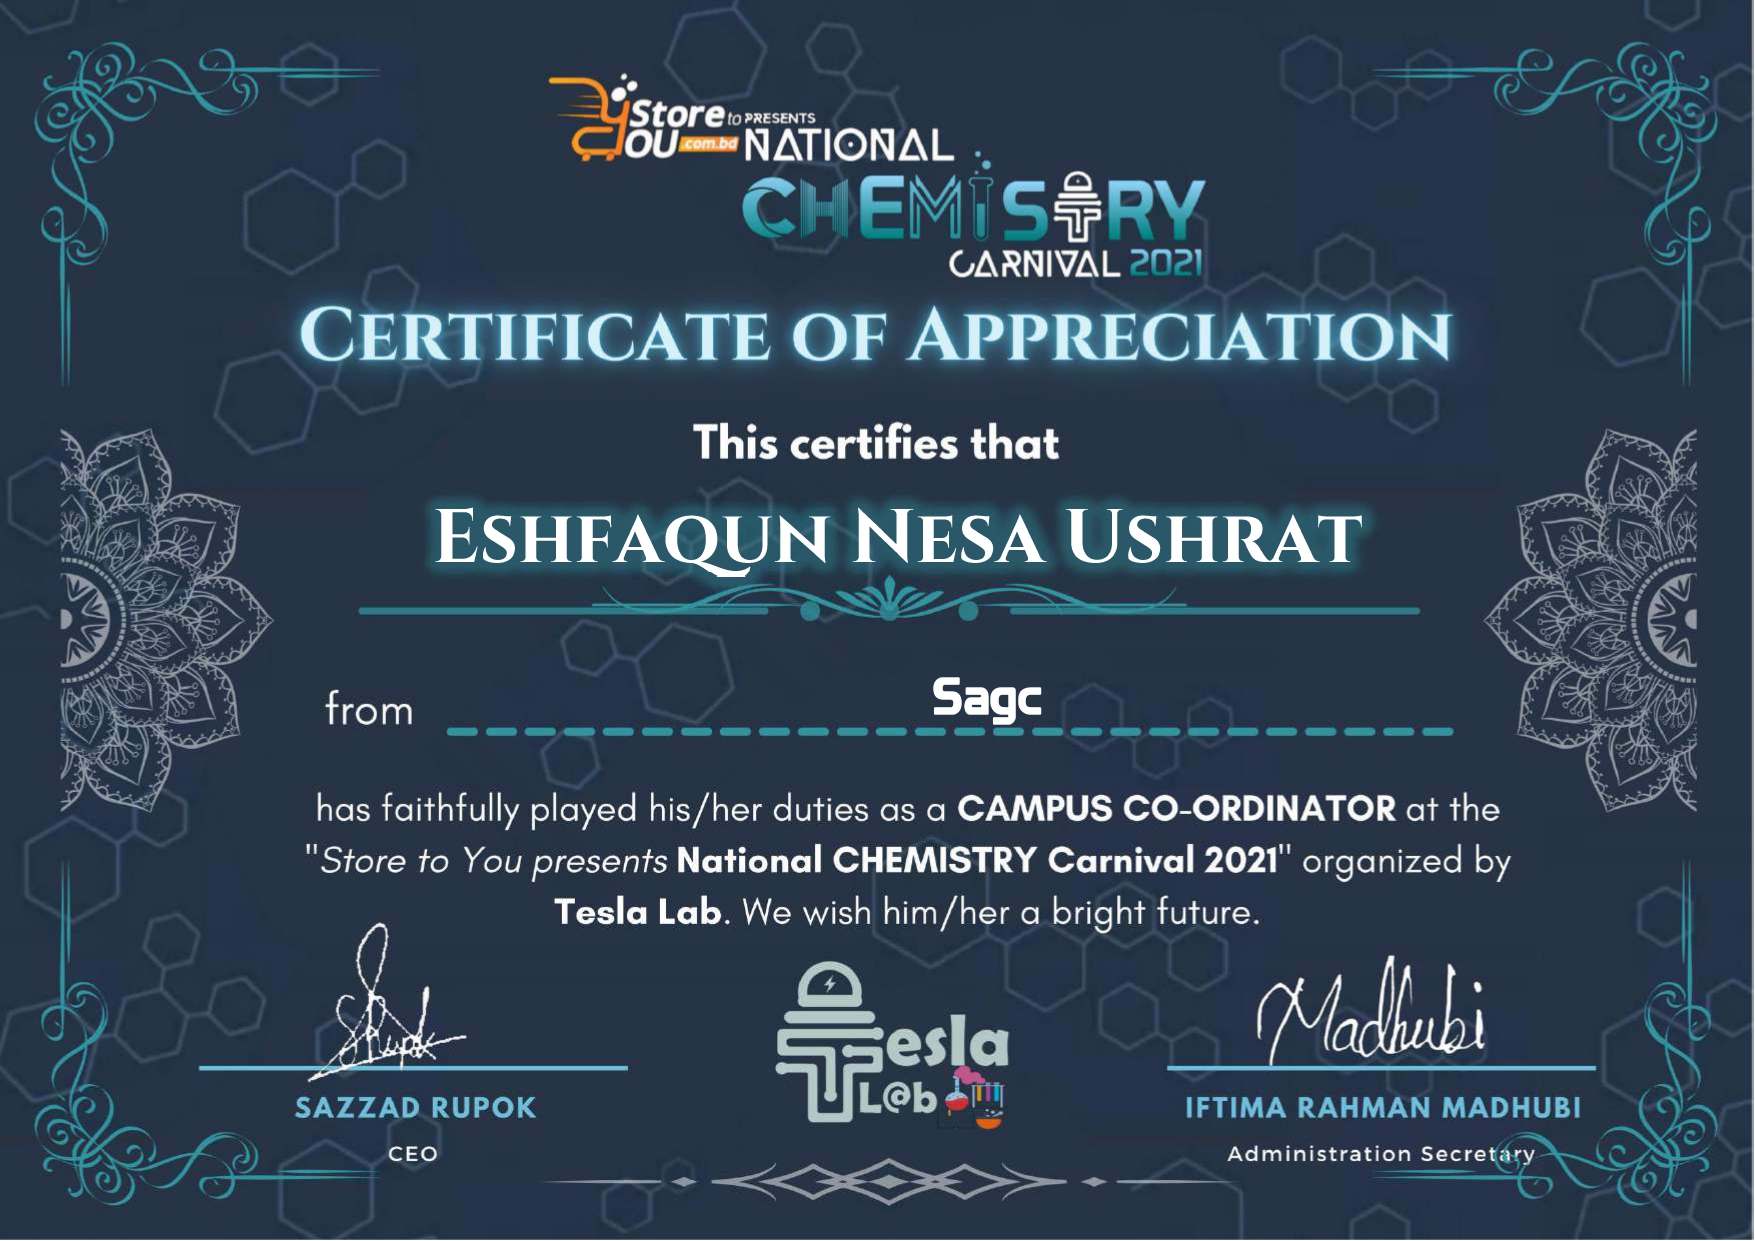 Store to PRESENTS
YOU .com.bd NATIONAL
CHEMISTRY
CARNIVAL 2021
CERTIFICATE OF APPRECIATION
This certifies that
ESHFAQUN NESA USHRAT
from Sagc
has faithfully played his/her duties as a CAMPUS CO-ORDINATOR at the
"Store to You presents National CHEMISTRY Carnival 2021" organized by
Tesla Lab. We wish him/her a bright future.
Rupok
Madhubi
Tesla
L@b
SAZZAD RUPOK
IFTIMA RAHMAN MADHUBI
CEO
Administration Secretary